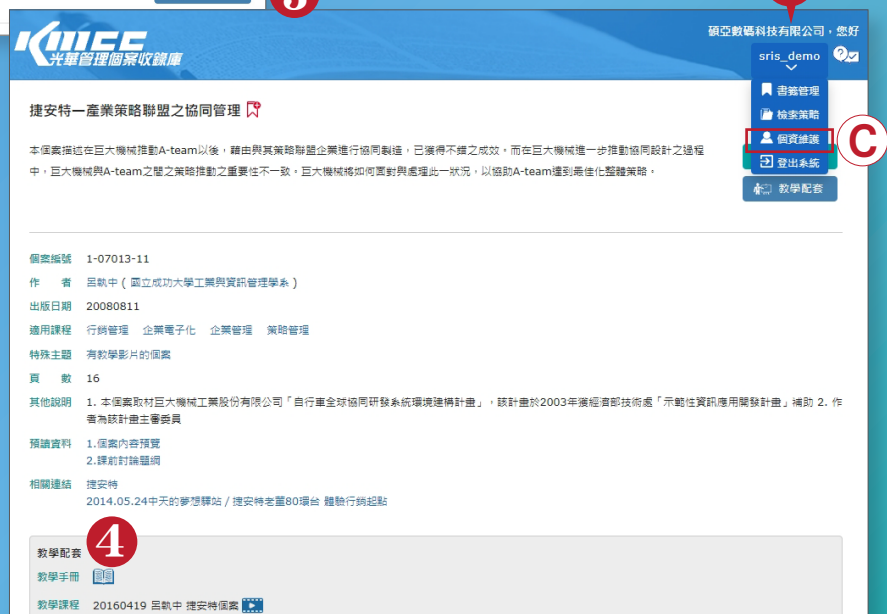 3
KMCC
光華管理個案收錄庫
碩亞數碼科技有限公司，您好
sris_demo
書籤管理
檢索策略
個資維護
C
登出系統
教學配套
捷安特—產業策略聯盟之協同管理
本個案描述在巨大機械推動A-team以後，藉由與其策略聯盟企業進行協同製造，已獲得不錯之成效。而在巨大機械進一步推動協同設計之過程
中，巨大機械與A-team之間之策略推動之重要性不一致。巨大機械將如何面對與處理此一狀況，以協助A-team達到最佳化整體策略。
個案編號 1-07013-11
作 者 呂執中 ( 國立成功大學工業與資訊管理學系 )
出版日期 20080811
適用課程 行銷管理 企業電子化 企業管理 策略管理
特殊主題 有教學影片的個案
頁 數 16
其他說明 1. 本個案取材巨大機械工業股份有限公司「自行車全球協同研發系統環境建構計畫」，該計畫於2003年獲經濟部技術處「示範性資訊應用開發計畫」補助 2. 作
者為該計畫主審委員
預讀資料 1.個案內容預覽
2.課前討論題綱
相關連結 捷安特
2014.05.24中天的夢想驛站 / 捷安特老董80環台 體驗行銷起點
4
教學配套
教學手冊
教學課程 20160419 呂執中 捷安特個案